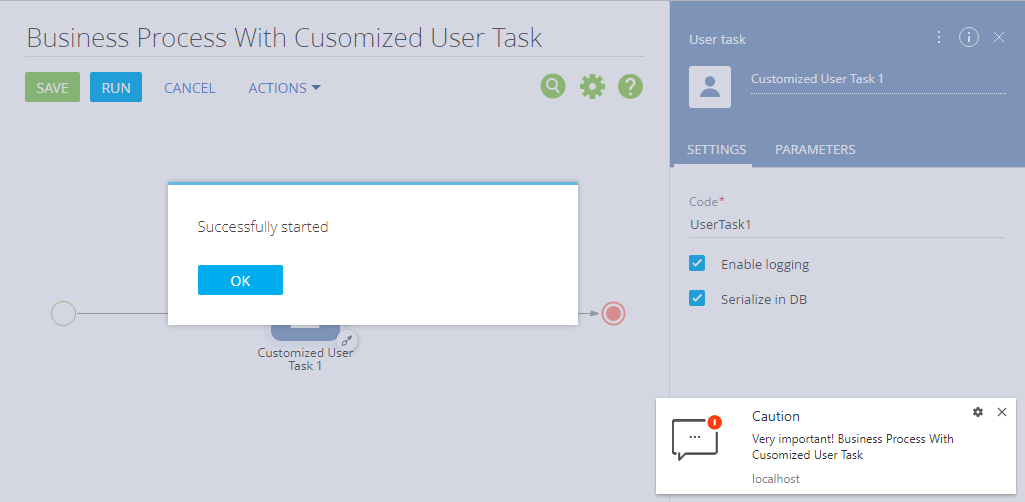 Business Process With Cusomized User Task
SAVE
RUN
CANCEL
ACTIONS
?
Successfully started
OK
Customized User
Task 1
User task
i
Customized User Task 1
SETTINGS
PARAMETERS
Code*
UserTask1
Enable logging
Serialize in DB
Caution
Very important! Business Process With
Cusomized User Task
localhost